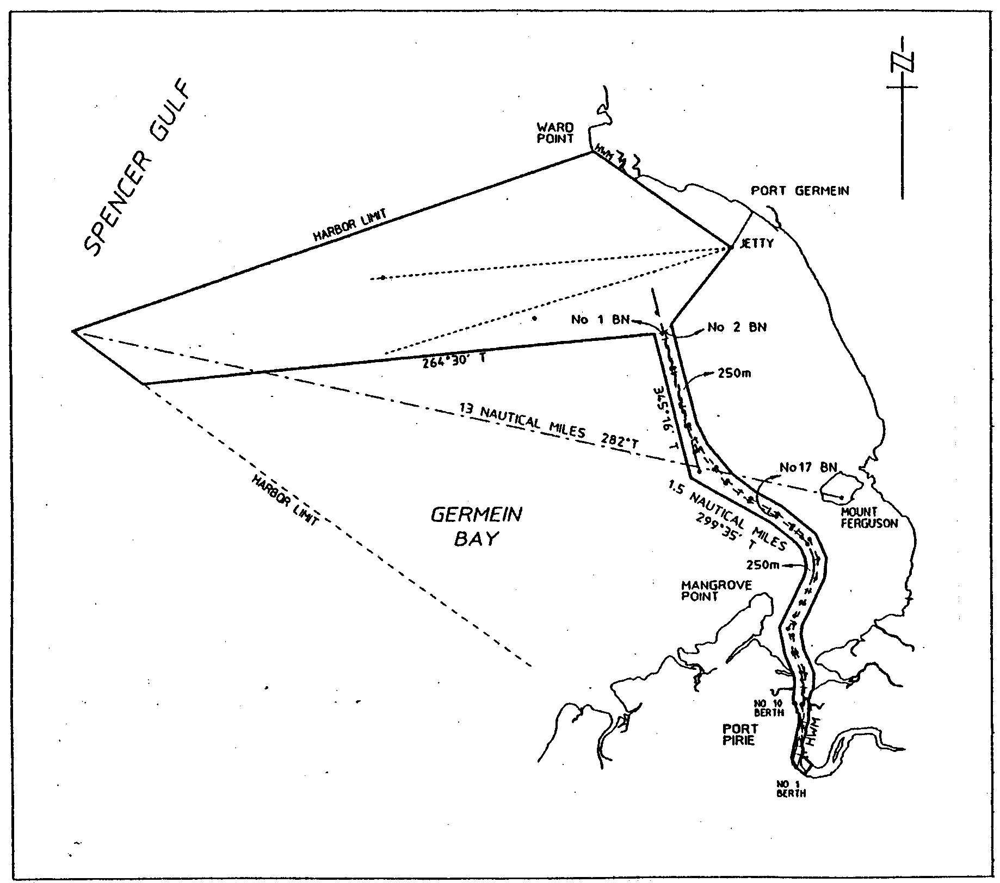 N
SPENCER GULF
WARD
POINT
HWM
PORT GERMEIN
HARBOR LIMIT
JETTY
No 1 BN
No 2 BN
264°30' T
250m
345°16' T
13 NAUTICAL MILES 282°T
No 17 BN
HARBOR LIMIT
1.5 NAUTICAL MILES
299°35' T
GERMEIN
BAY
MOUNT
FERGUSON
250m
MANGROVE
POINT
NO 10
BERTH
PORT
PIRIE
HWM
NO 1
BERTH